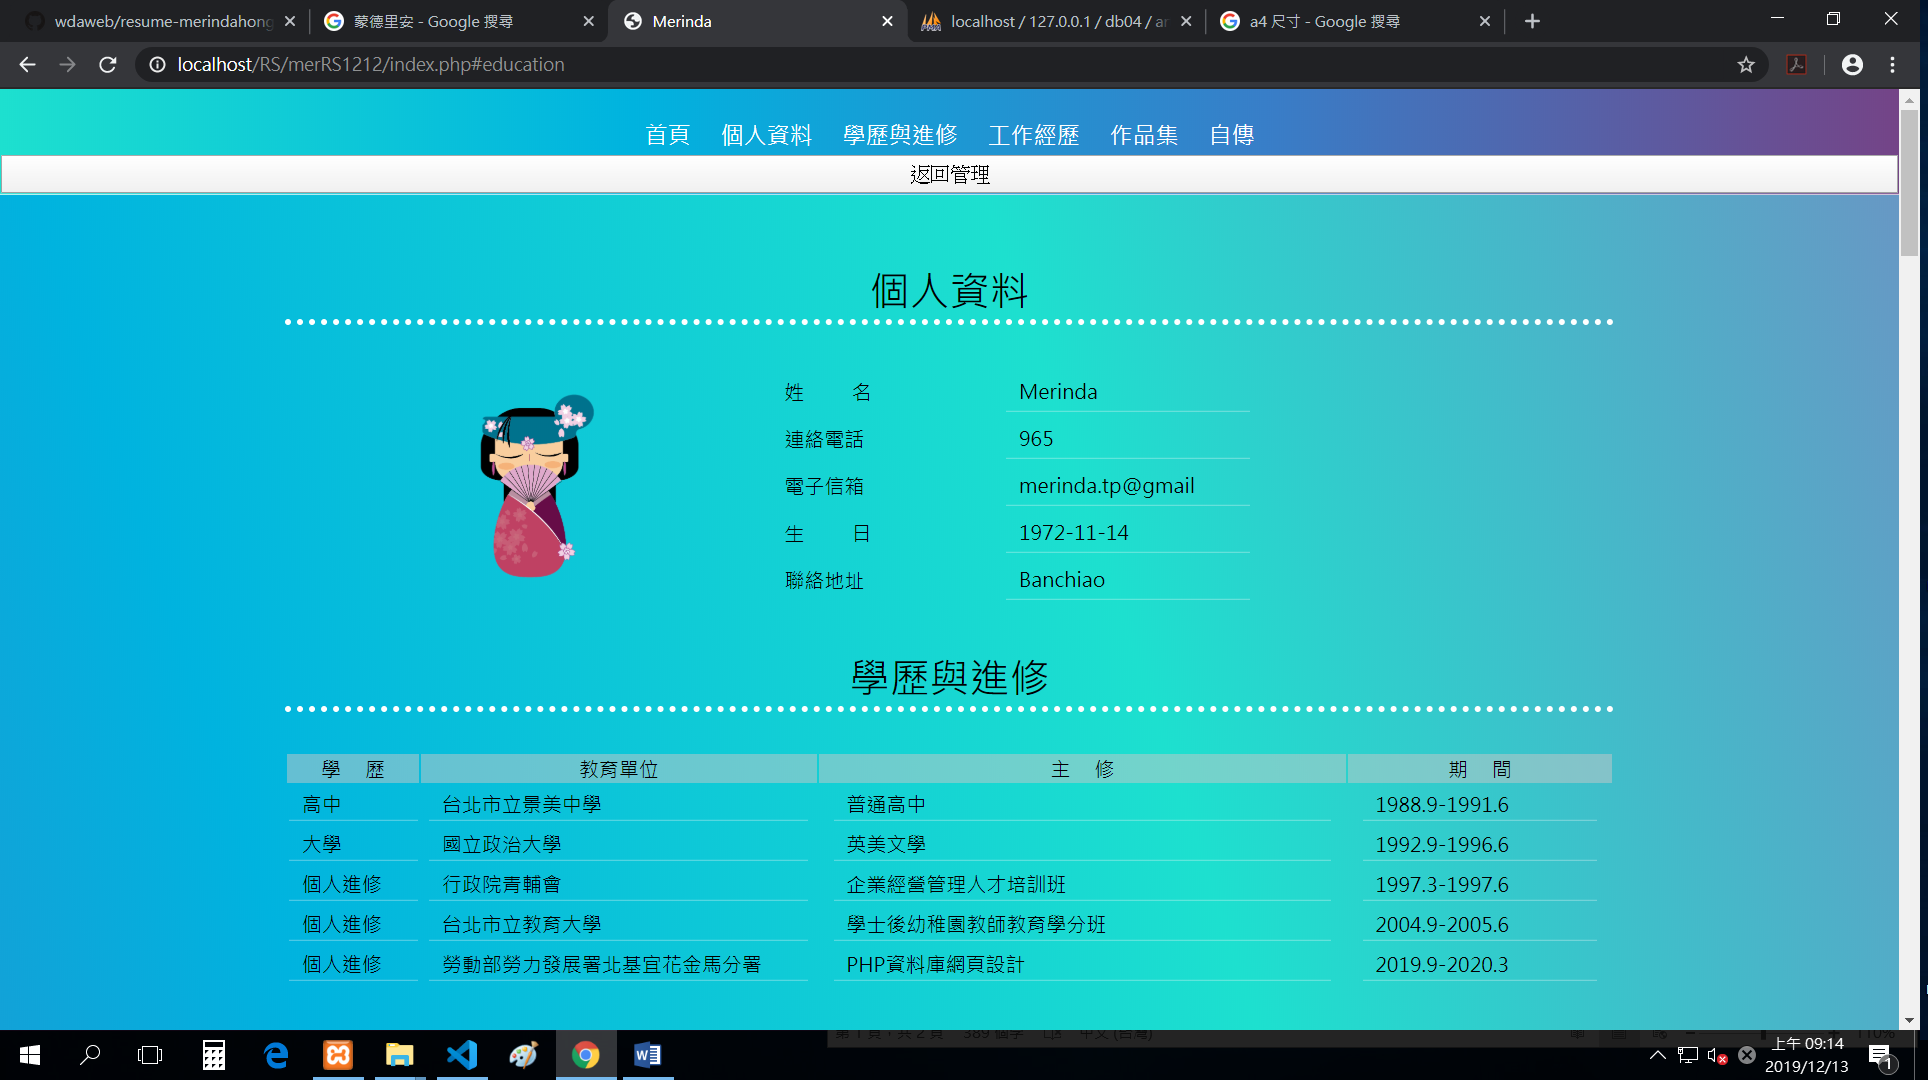 wdaweb/resume-merindahong
蒙德里安 - Google 搜尋
Merinda
localhost / 127.0.0.1 / db04 / ar
a4 尺寸 - Google 搜尋
localhost/RS/merRS1212/index.php#education
首頁 個人資料 學歷與進修 工作經歷 作品集 自傳
返回管理
個人資料
姓 名 Merinda
連絡電話 965
電子信箱 merinda.tp@gmail
生 日 1972-11-14
聯絡地址 Banchiao
學歷與進修
學 歷 教育單位 主 修 期 間
高中 台北市立景美中學 普通高中 1988.9-1991.6
大學 國立政治大學 英美文學 1992.9-1996.6
個人進修 行政院青輔會 企業經營管理人才培訓班 1997.3-1997.6
個人進修 台北市立教育大學 學士後幼稚園教師教育學分班 2004.9-2005.6
個人進修 勞動部勞力發展署北基宜花金馬分署 PHP資料庫網頁設計 2019.9-2020.3
上午 09:14
2019/12/13
1